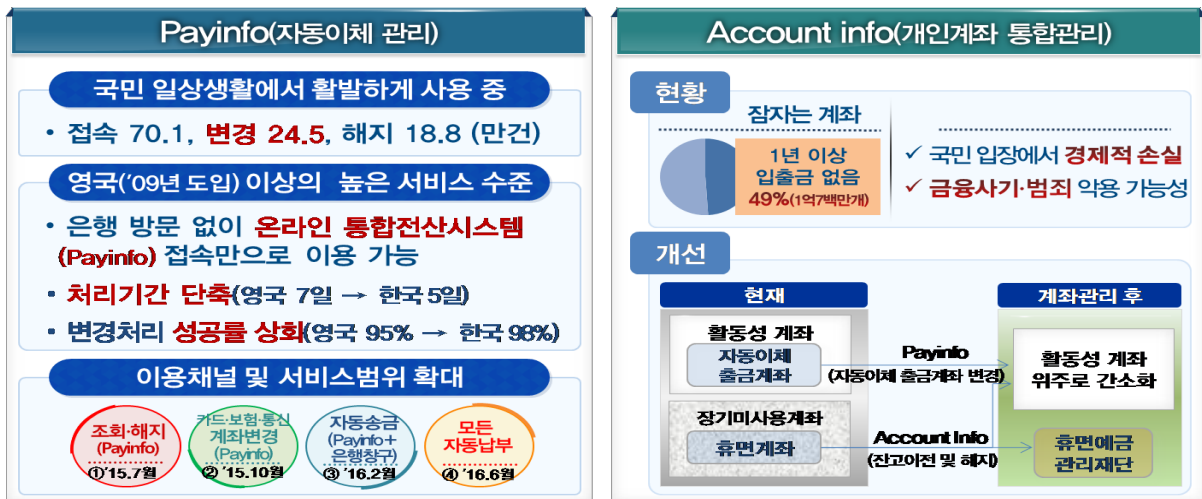 Payinfo(자동이체 관리)
국민 일상생활에서 활발하게 사용 중
• 접속 70.1, 변경 24.5, 해지 18.8 (만건)
영국('09년 도입) 이상의 높은 서비스 수준
• 은행 방문 없이 온라인 통합전산시스템
(Payinfo) 접속만으로 이용 가능
• 처리기간 단축(영국 7일 → 한국 5일)
• 변경처리 성공률 상화(영국 95% → 한국 98%)
이용채널 및 서비스범위 확대
조회·해지
(Payinfo)
①'15.7월
카드·보험·통신
계좌변경
(Payinfo)
② '15.10월
자동송금
(Payinfo+
은행창구)
③ '16.2월
모든
자동납부
④ '16.6월
Account info(개인계좌 통합관리)
현황
잠자는 계좌
1년 이상
입출금 없음
49%(1억7백만개)
✓ 국민 입장에서 경제적 손실
✓ 금융사기·범죄 악용 가능성
개선
현재
활동성 계좌
자동이체
출금계좌
장기미사용계좌
휴면계좌
Payinfo
(자동이체 출금계좌 변경)
Account Info
(잔고이전 및 해지)
계좌관리 후
활동성 계좌
위주로 간소화
휴면예금
관리재단